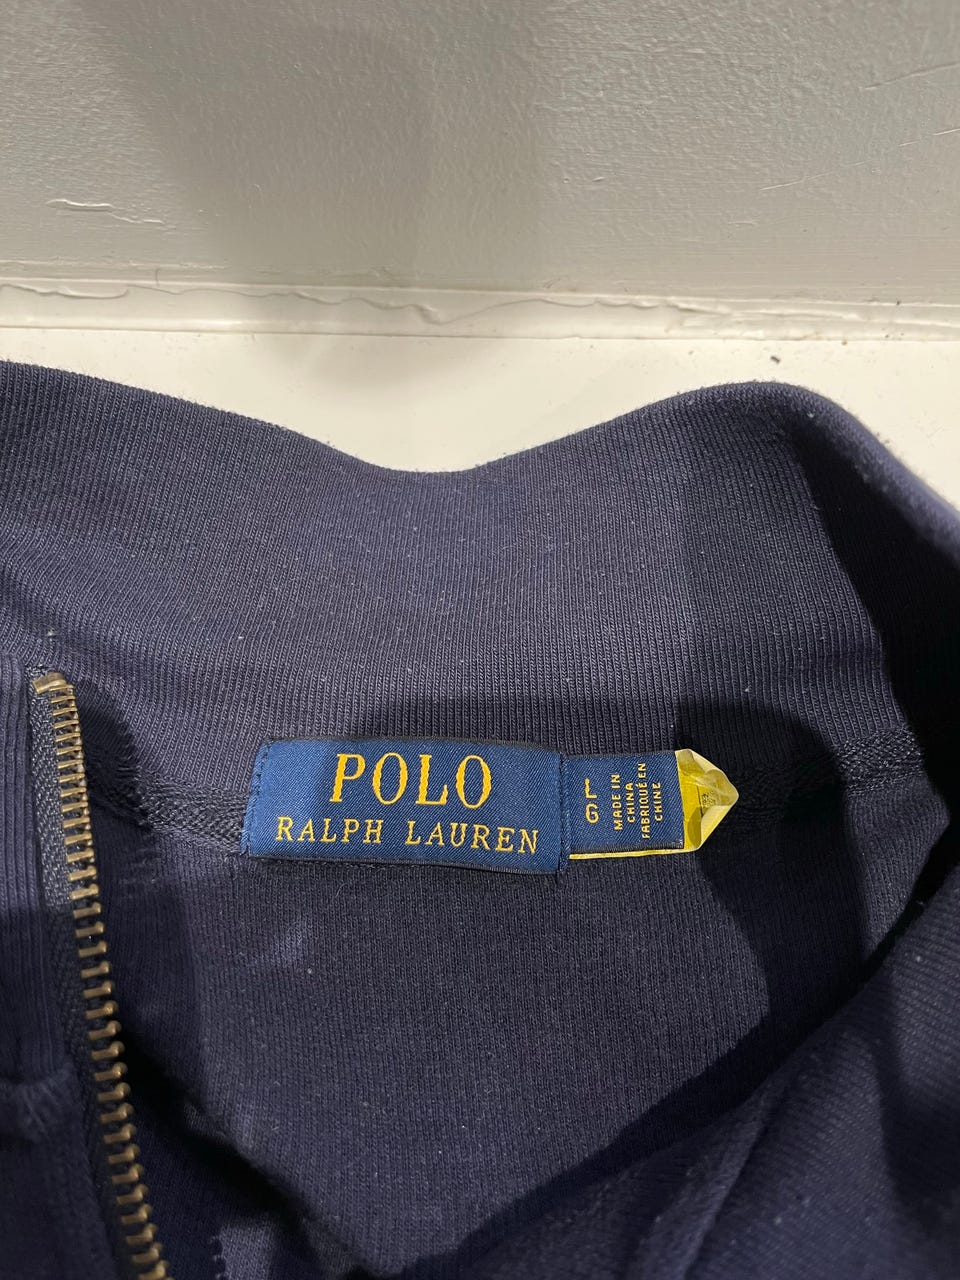 POLO
RALPH LAUREN
L
G
MADE IN
CHINA
FABRIQUÉ EN
CHINE